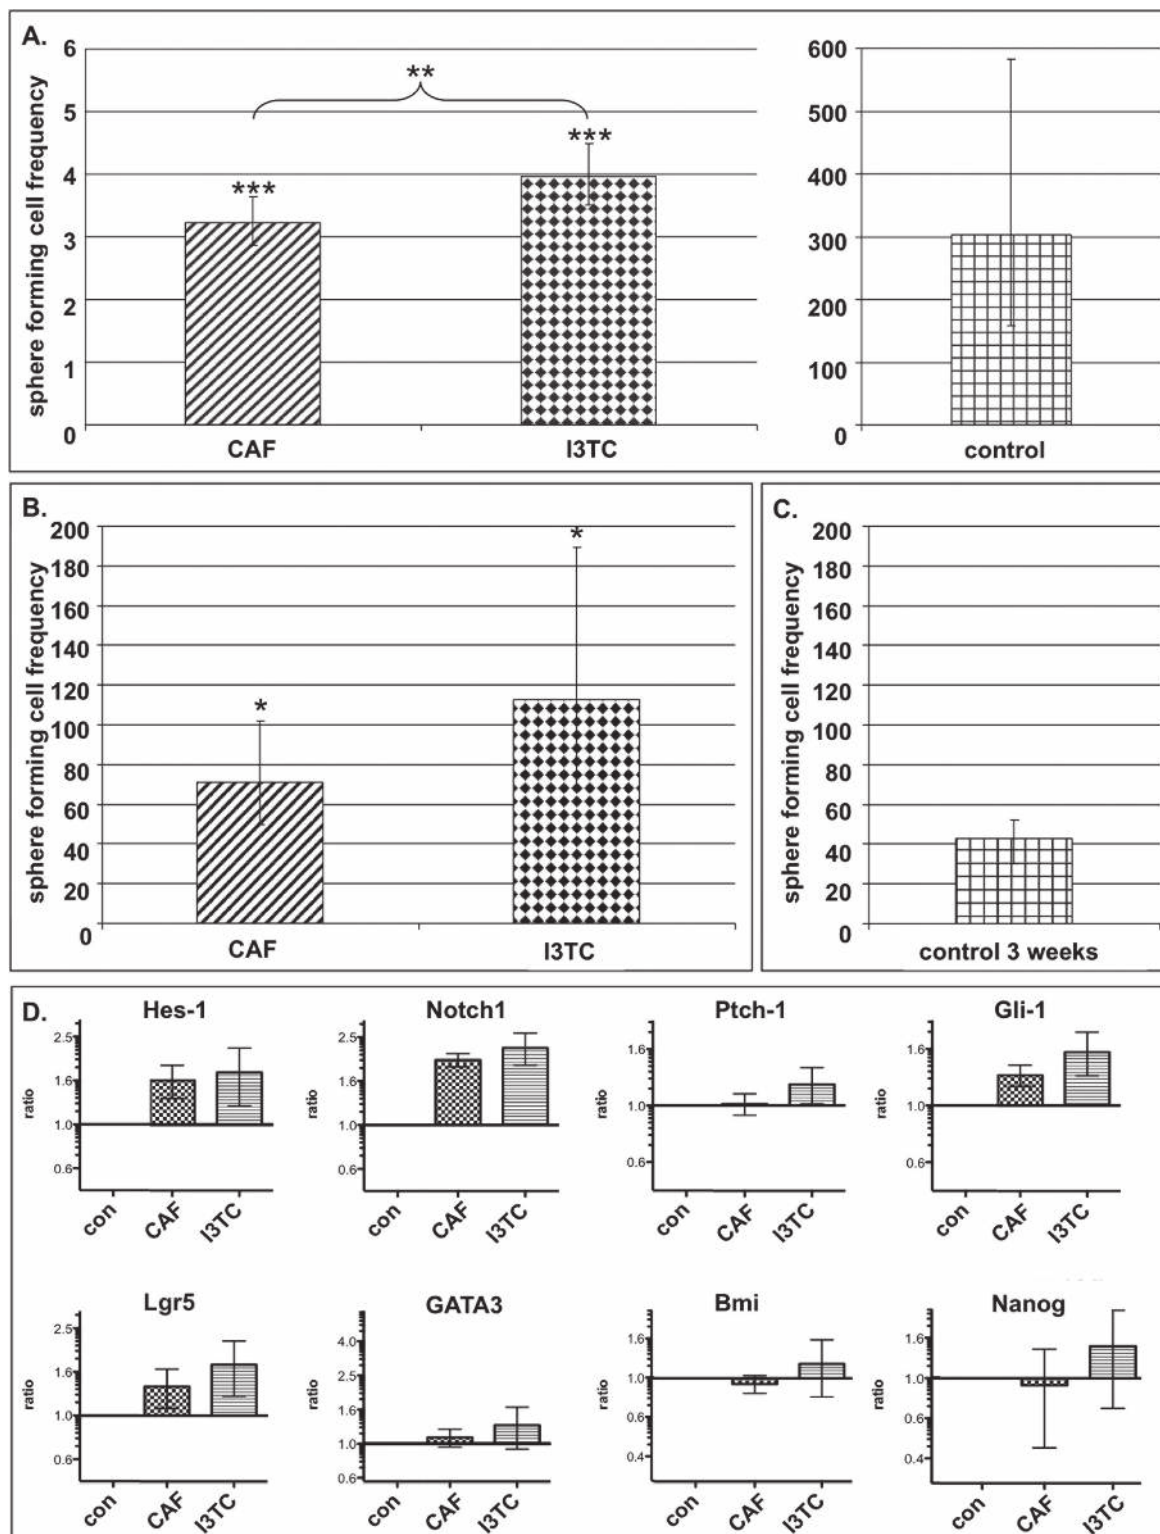 A.
sphere forming cell frequency
6
5
4
3
2
1
0
**
***
***
CAF
I3TC
600
500
400
300
200
100
0
control
B.
sphere forming cell frequency
200
180
160
140
120
100
80
60
40
20
0
*
*
CAF
I3TC
C.
sphere forming cell frequency
200
180
160
140
120
100
80
60
40
20
0
control 3 weeks
D.
Hes-1
ratio
2.5
1.6
1.0
0.6
con CAF I3TC
Notch1
ratio
2.5
1.6
1.0
0.6
con CAF I3TC
Ptch-1
ratio
1.6
1.0
0.6
con CAF I3TC
Gli-1
ratio
1.6
1.0
0.6
con CAF I3TC
Lgr5
ratio
2.5
1.6
1.0
0.6
con CAF I3TC
GATA3
ratio
4.0
2.5
1.6
1.0
0.6
con CAF I3TC
Bmi
ratio
1.6
1.0
0.6
0.4
con CAF I3TC
Nanog
ratio
1.6
1.0
0.6
0.4
con CAF I3TC